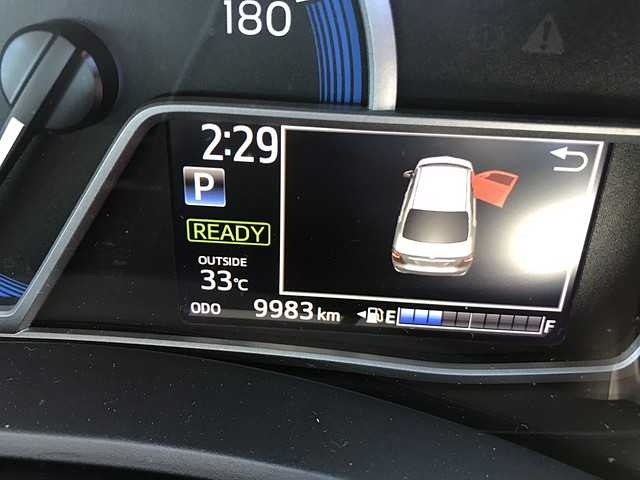 180
2:29
P
READY
OUTSIDE
33℃
ODO 9983 km E F